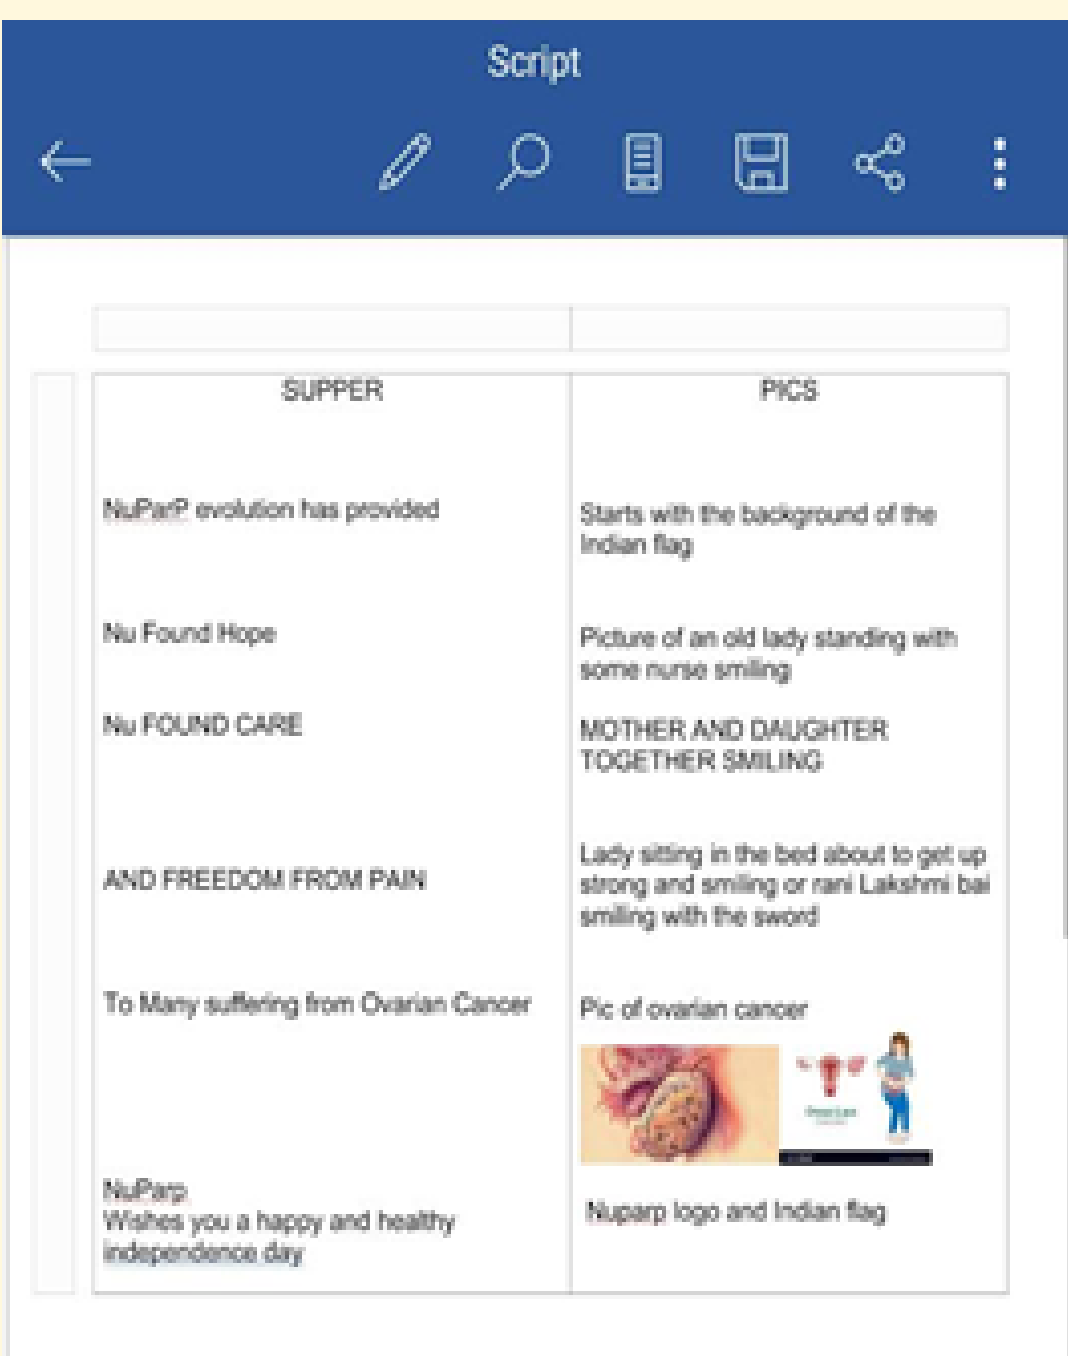 Script
SUPPER
PICS
NuParP evolution has provided
Starts with the background of the
Indian flag
Nu Found Hope
Picture of an old lady standing with
some nurse smiling
Nu FOUND CARE
MOTHER AND DAUGHTER
TOGETHER SMILING
AND FREEDOM FROM PAIN
Lady sitting in the bed about to get up
strong and smiling or rani Lakshmi bai
smiling with the sword
To Many suffering from Ovarian Cancer
Pic of ovarian cancer
NuParp
Wishes you a happy and healthy
independence day
Nuparp logo and Indian flag